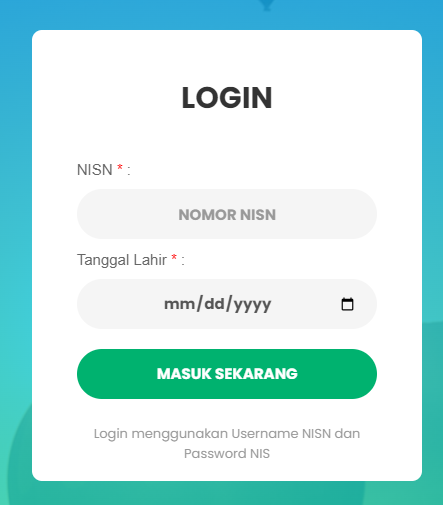 LOGIN
NISN * :
NOMOR NISN
Tanggal Lahir * :
mm/dd/yyyy
MASUK SEKARANG
Login menggunakan Username NISN dan
Password NIS